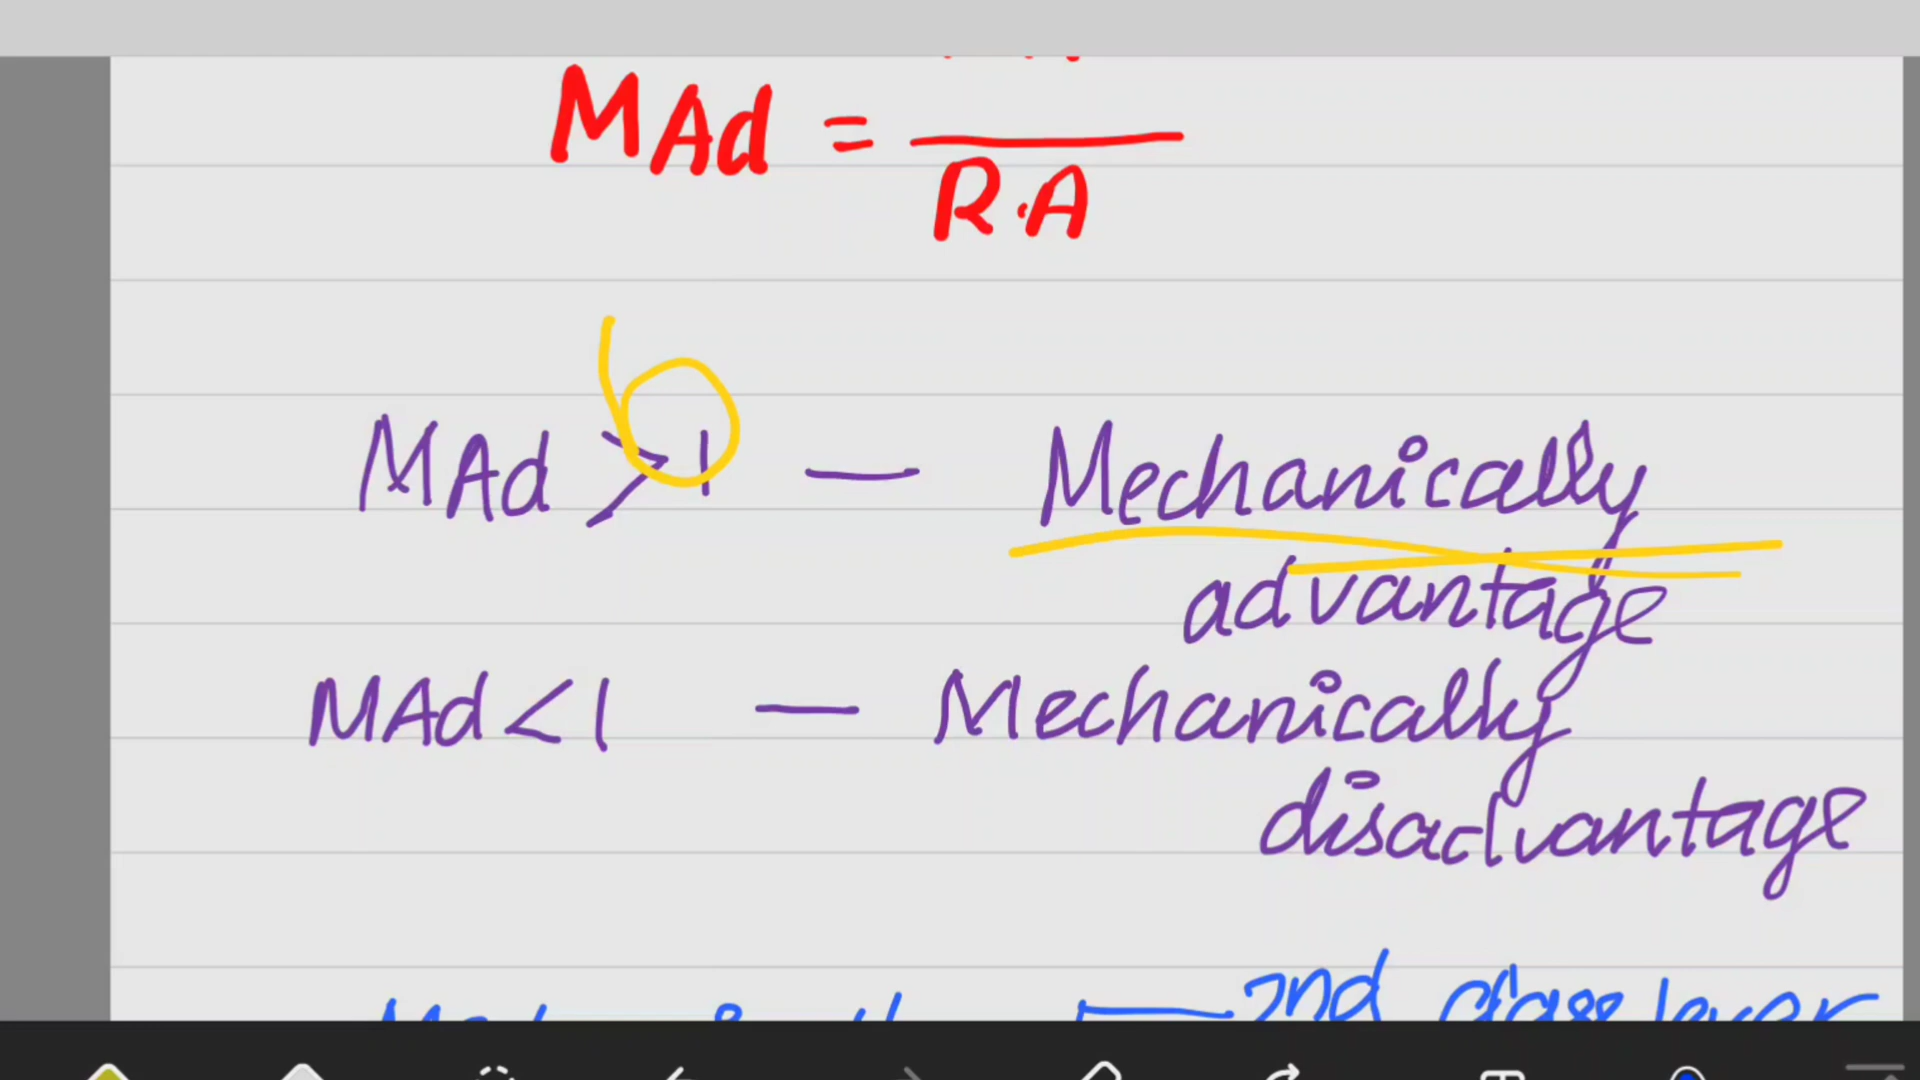 MAd = 
R.A
MAd >1 — Mechanically
advantage
MAd <1 — Mechanically
disadvantage
2nd class lever